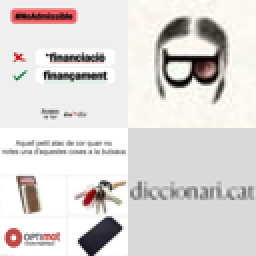 #NoAdmissible
*financiació
finançament
Aquell petit atac de cor quan no
notes una d'aquestes coses a la butxaca
OPTIMOT
diccionari.cat